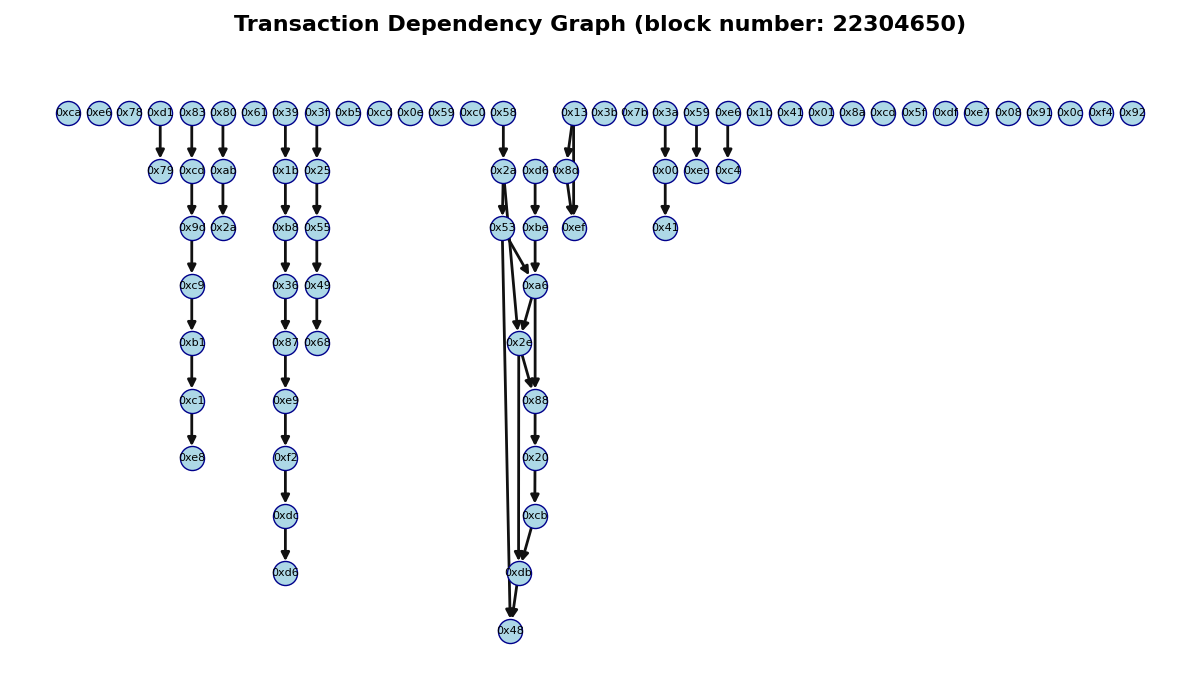 Transaction Dependency Graph (block number: 22304650)
0xca 0xe6 0x78 0xd1 0x83 0x80 0x61 0x39 0x3f 0xb5 0xcd 0x0e 0x59 0xc0 0x58 0x13 0x3b 0x7b 0x3a 0x59 0xe6 0x1b 0x41 0x01 0x8a 0xcd 0x5f 0xdf 0xe7 0x08 0x91 0x0c 0xf4 0x92
0x79 0xcd 0xab 0x1b 0x25 0x2a 0xd6 0x8d 0x00 0xec 0xc4
0x9d 0x2a 0xb8 0x55 0x53 0xbe 0xef 0x41
0xc9 0x36 0x49 0xa6
0xb1 0x87 0x68 0x2e
0xc1 0xe9 0x88
0xe8 0xf2 0x20
0xdc 0xcb
0xd6 0xdb
0x48